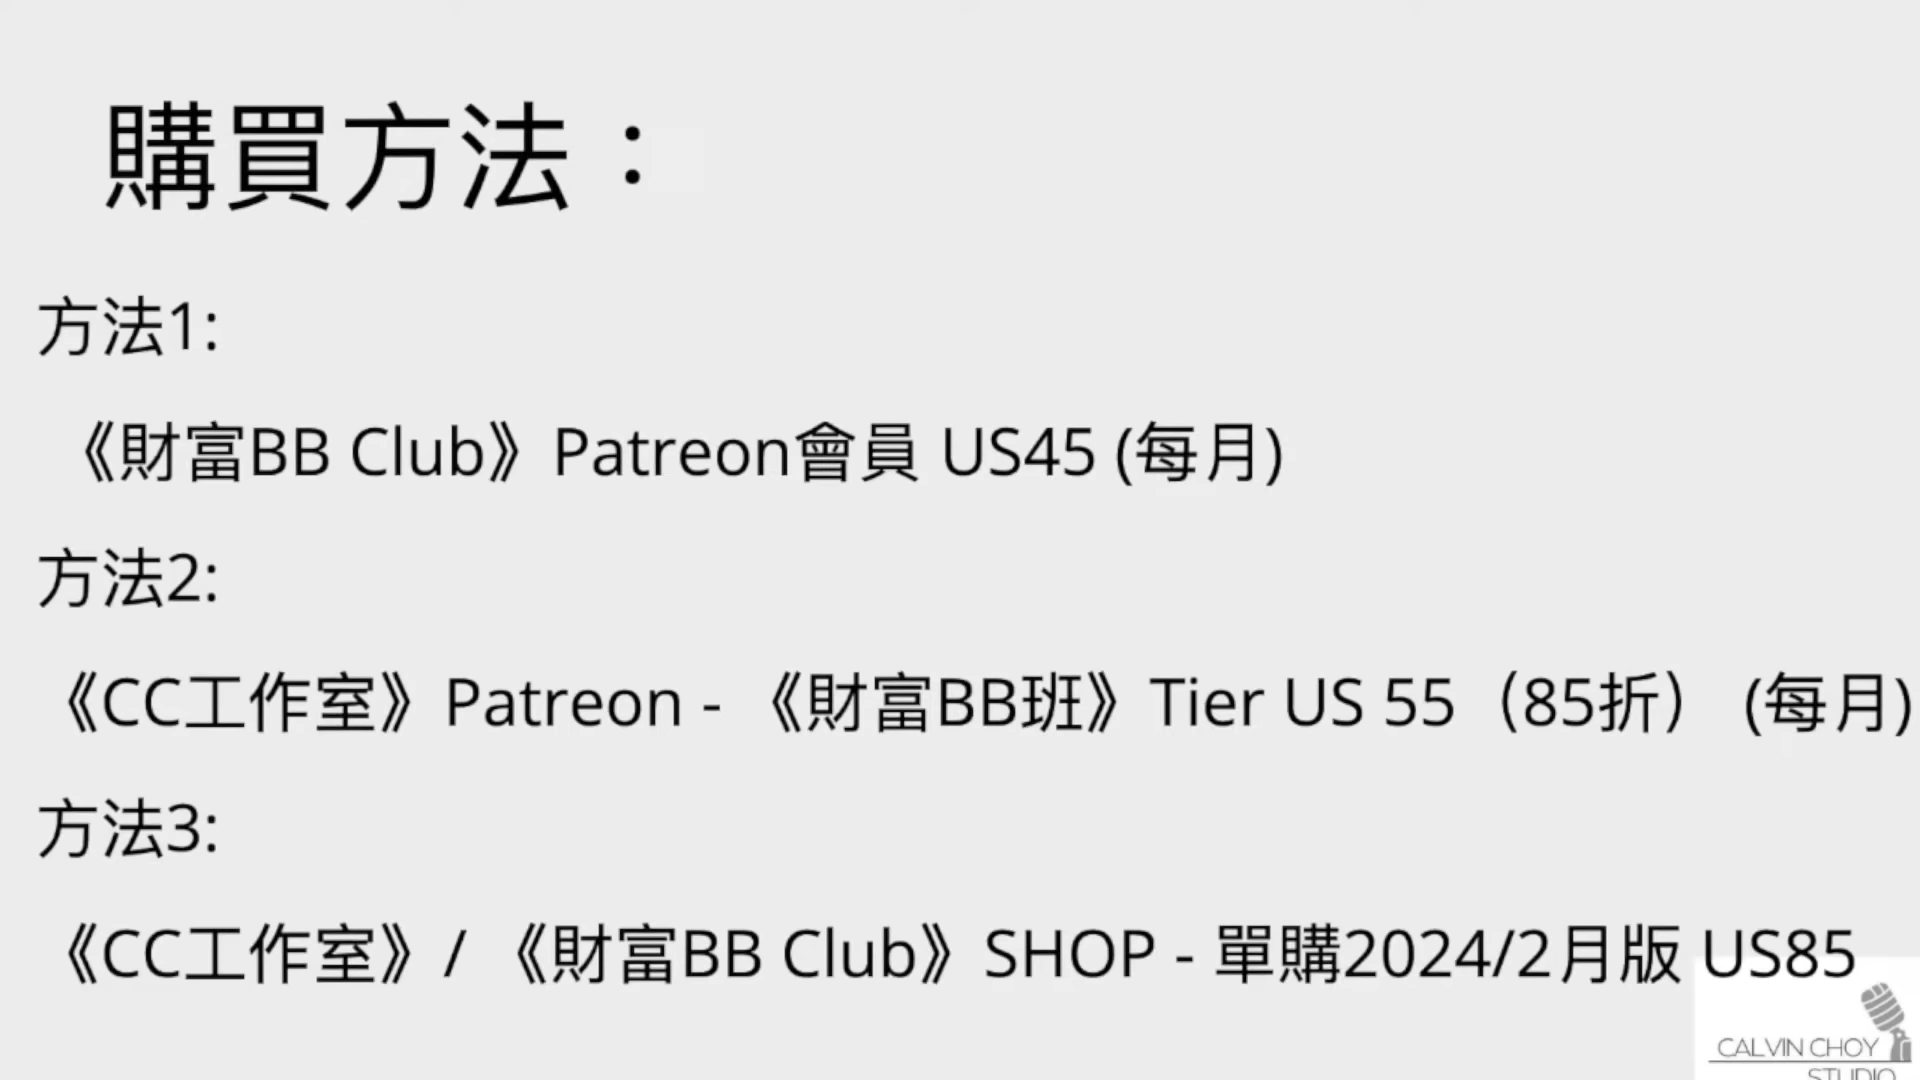 購買方法：
方法1:
《財富BB Club》Patreon會員 US45 (每月)
方法2:
《CC工作室》Patreon - 《財富BB班》Tier US 55（85折） (每月)
方法3:
《CC工作室》/ 《財富BB Club》SHOP - 單購2024/2月版 US85
CALVIN CHOY
STUDIO